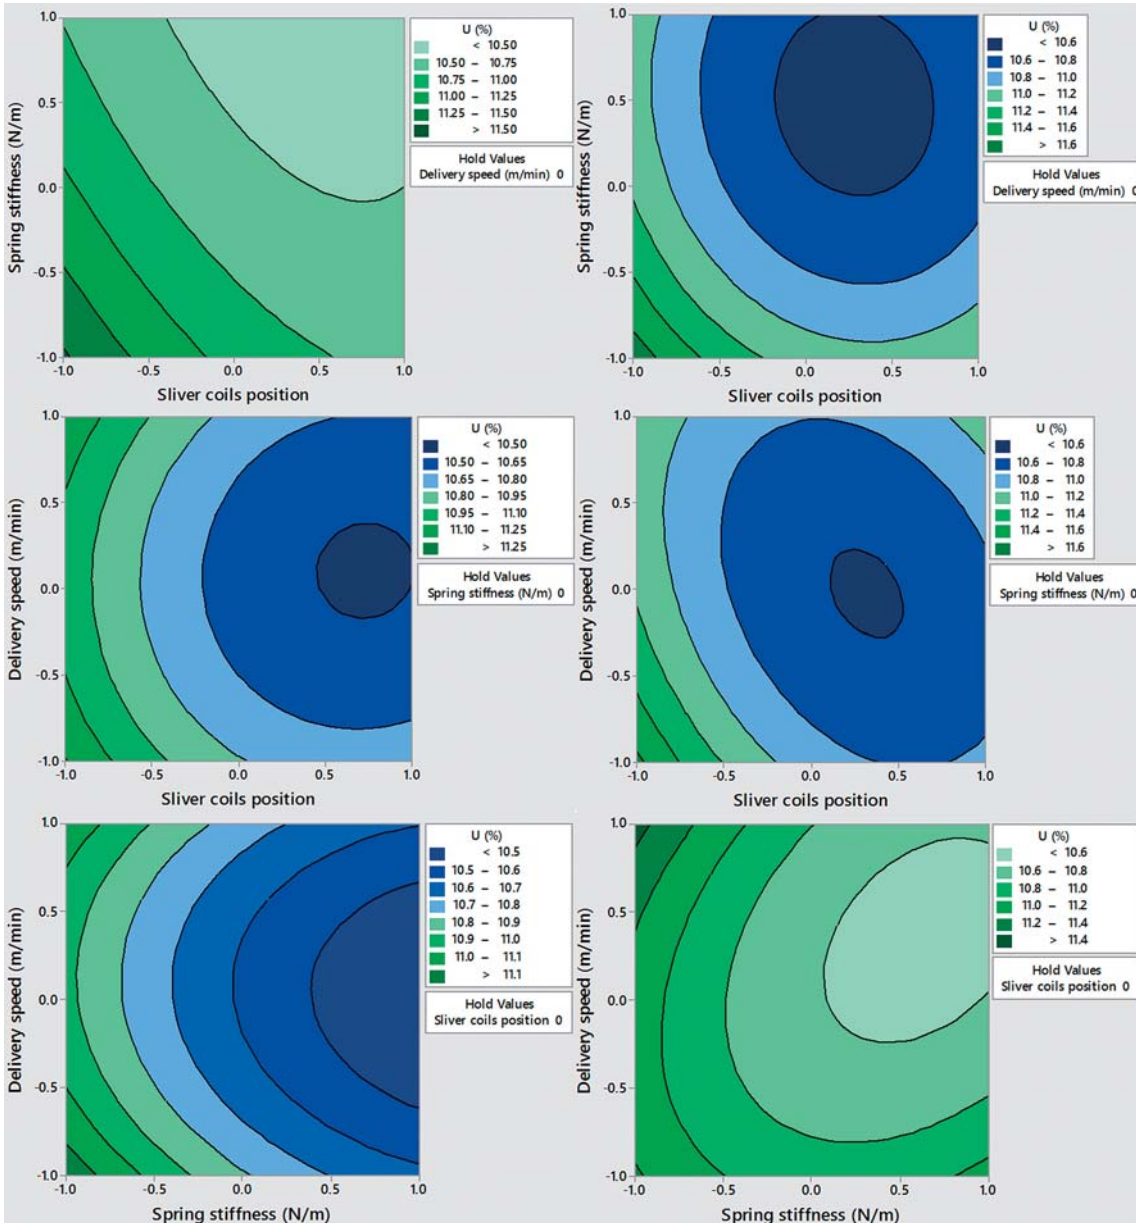 U (%)
< 10.50
10.50 – 10.75
10.75 – 11.00
11.00 – 11.25
11.25 – 11.50
> 11.50
Hold Values
Delivery speed (m/min) 0
1.0
0.5
0.0
-0.5
-1.0
Spring stiffness (N/m)
-1.0 -0.5 0.0 0.5 1.0
Sliver coils position
U (%)
< 10.6
10.6 – 10.8
10.8 – 11.0
11.0 – 11.2
11.2 – 11.4
11.4 – 11.6
> 11.6
Hold Values
Delivery speed (m/min) 0
1.0
0.5
0.0
-0.5
-1.0
Spring stiffness (N/m)
-1.0 -0.5 0.0 0.5 1.0
Sliver coils position
U (%)
< 10.50
10.50 – 10.65
10.65 – 10.80
10.80 – 10.95
10.95 – 11.10
11.10 – 11.25
> 11.25
Hold Values
Spring stiffness (N/m) 0
1.0
0.5
0.0
-0.5
-1.0
Delivery speed (m/min)
-1.0 -0.5 0.0 0.5 1.0
Sliver coils position
U (%)
< 10.6
10.6 – 10.8
10.8 – 11.0
11.0 – 11.2
11.2 – 11.4
11.4 – 11.6
> 11.6
Hold Values
Spring stiffness (N/m) 0
1.0
0.5
0.0
-0.5
-1.0
Delivery speed (m/min)
-1.0 -0.5 0.0 0.5 1.0
Sliver coils position
U (%)
< 10.5
10.5 – 10.6
10.6 – 10.7
10.7 – 10.8
10.8 – 10.9
10.9 – 11.0
11.0 – 11.1
> 11.1
Hold Values
Sliver coils position 0
1.0
0.5
0.0
-0.5
-1.0
Delivery speed (m/min)
-1.0 -0.5 0.0 0.5 1.0
Spring stiffness (N/m)
U (%)
< 10.6
10.6 – 10.8
10.8 – 11.0
11.0 – 11.2
11.2 – 11.4
> 11.4
Hold Values
Sliver coils position 0
1.0
0.5
0.0
-0.5
-1.0
Delivery speed (m/min)
-1.0 -0.5 0.0 0.5 1.0
Spring stiffness (N/m)